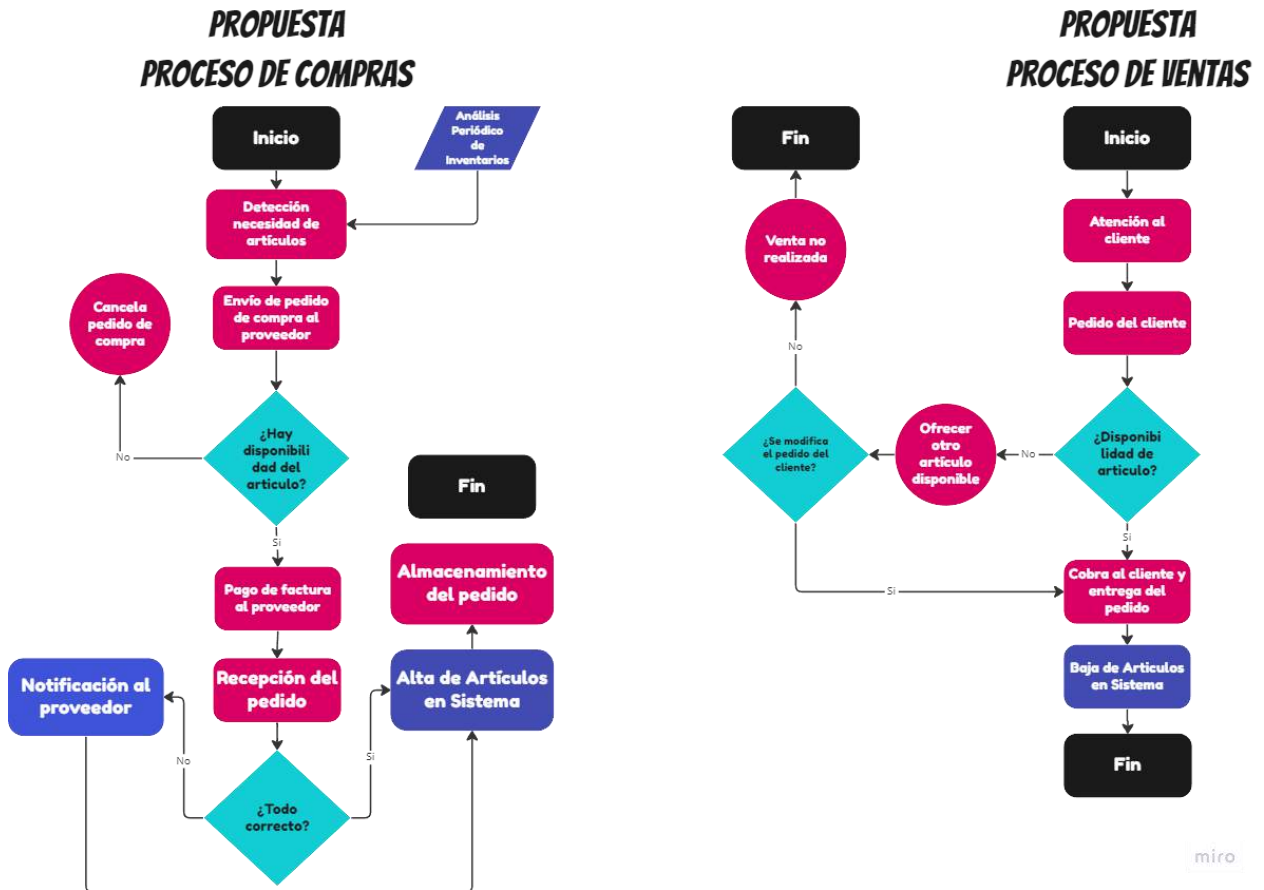 PROPUESTA
PROCESO DE COMPRAS
Inicio
Análisis
Periódico
de
Inventarios
Detección
necesidad de
artículos
Envío de pedido
de compra al
proveedor
Cancela
pedido de
compra
¿Hay
disponibili
dad del
articulo?
No
Si
Fin
Pago de factura
al proveedor
Almacenamiento
del pedido
Recepción del
pedido
Alta de Artículos
en Sistema
Notificación al
proveedor
No
Si
¿Todo
correcto?
PROPUESTA
PROCESO DE VENTAS
Fin
Inicio
Venta no
realizada
Atención al
cliente
Pedido del cliente
No
¿Se modifica
el pedido del
cliente?
Ofrecer
otro
artículo
disponible
No
¿Disponibi
lidad de
articulo?
Si
Si
Cobra al cliente y
entrega del
pedido
Baja de Articulos
en Sistema
Fin
miro